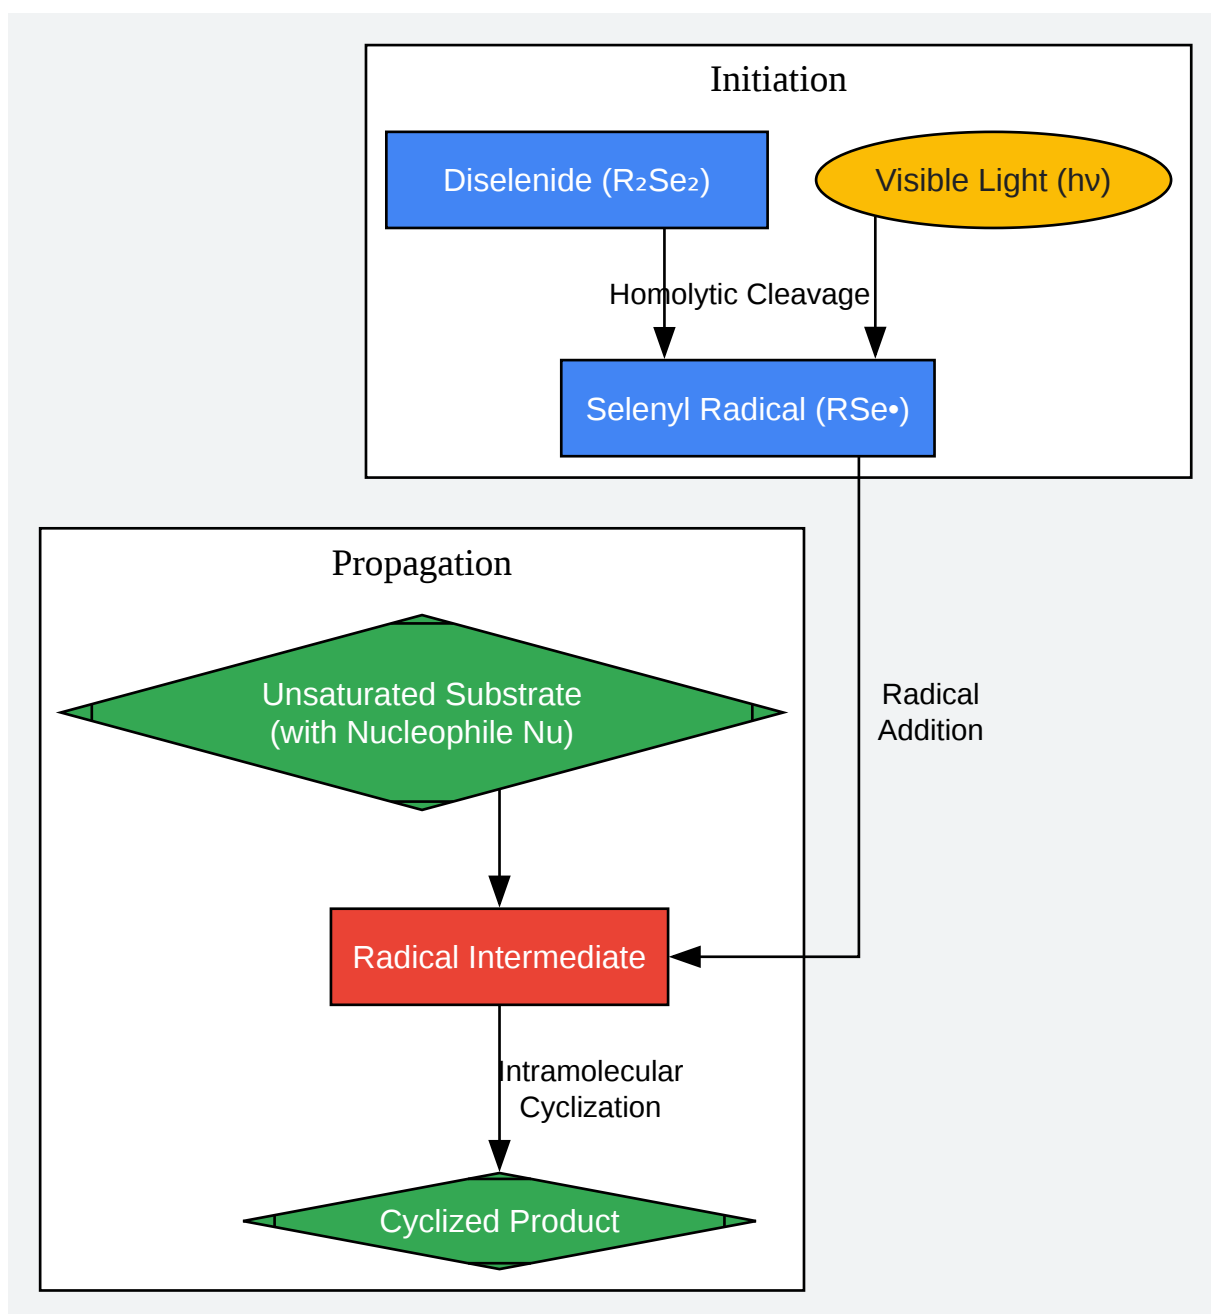 Initiation
Diselenide (R₂Se₂)
Visible Light (hν)
Homolytic Cleavage
Selenyl Radical (RSe•)
Propagation
Unsaturated Substrate
(with Nucleophile Nu)
Radical
Addition
Radical Intermediate
Intramolecular
Cyclization
Cyclized Product